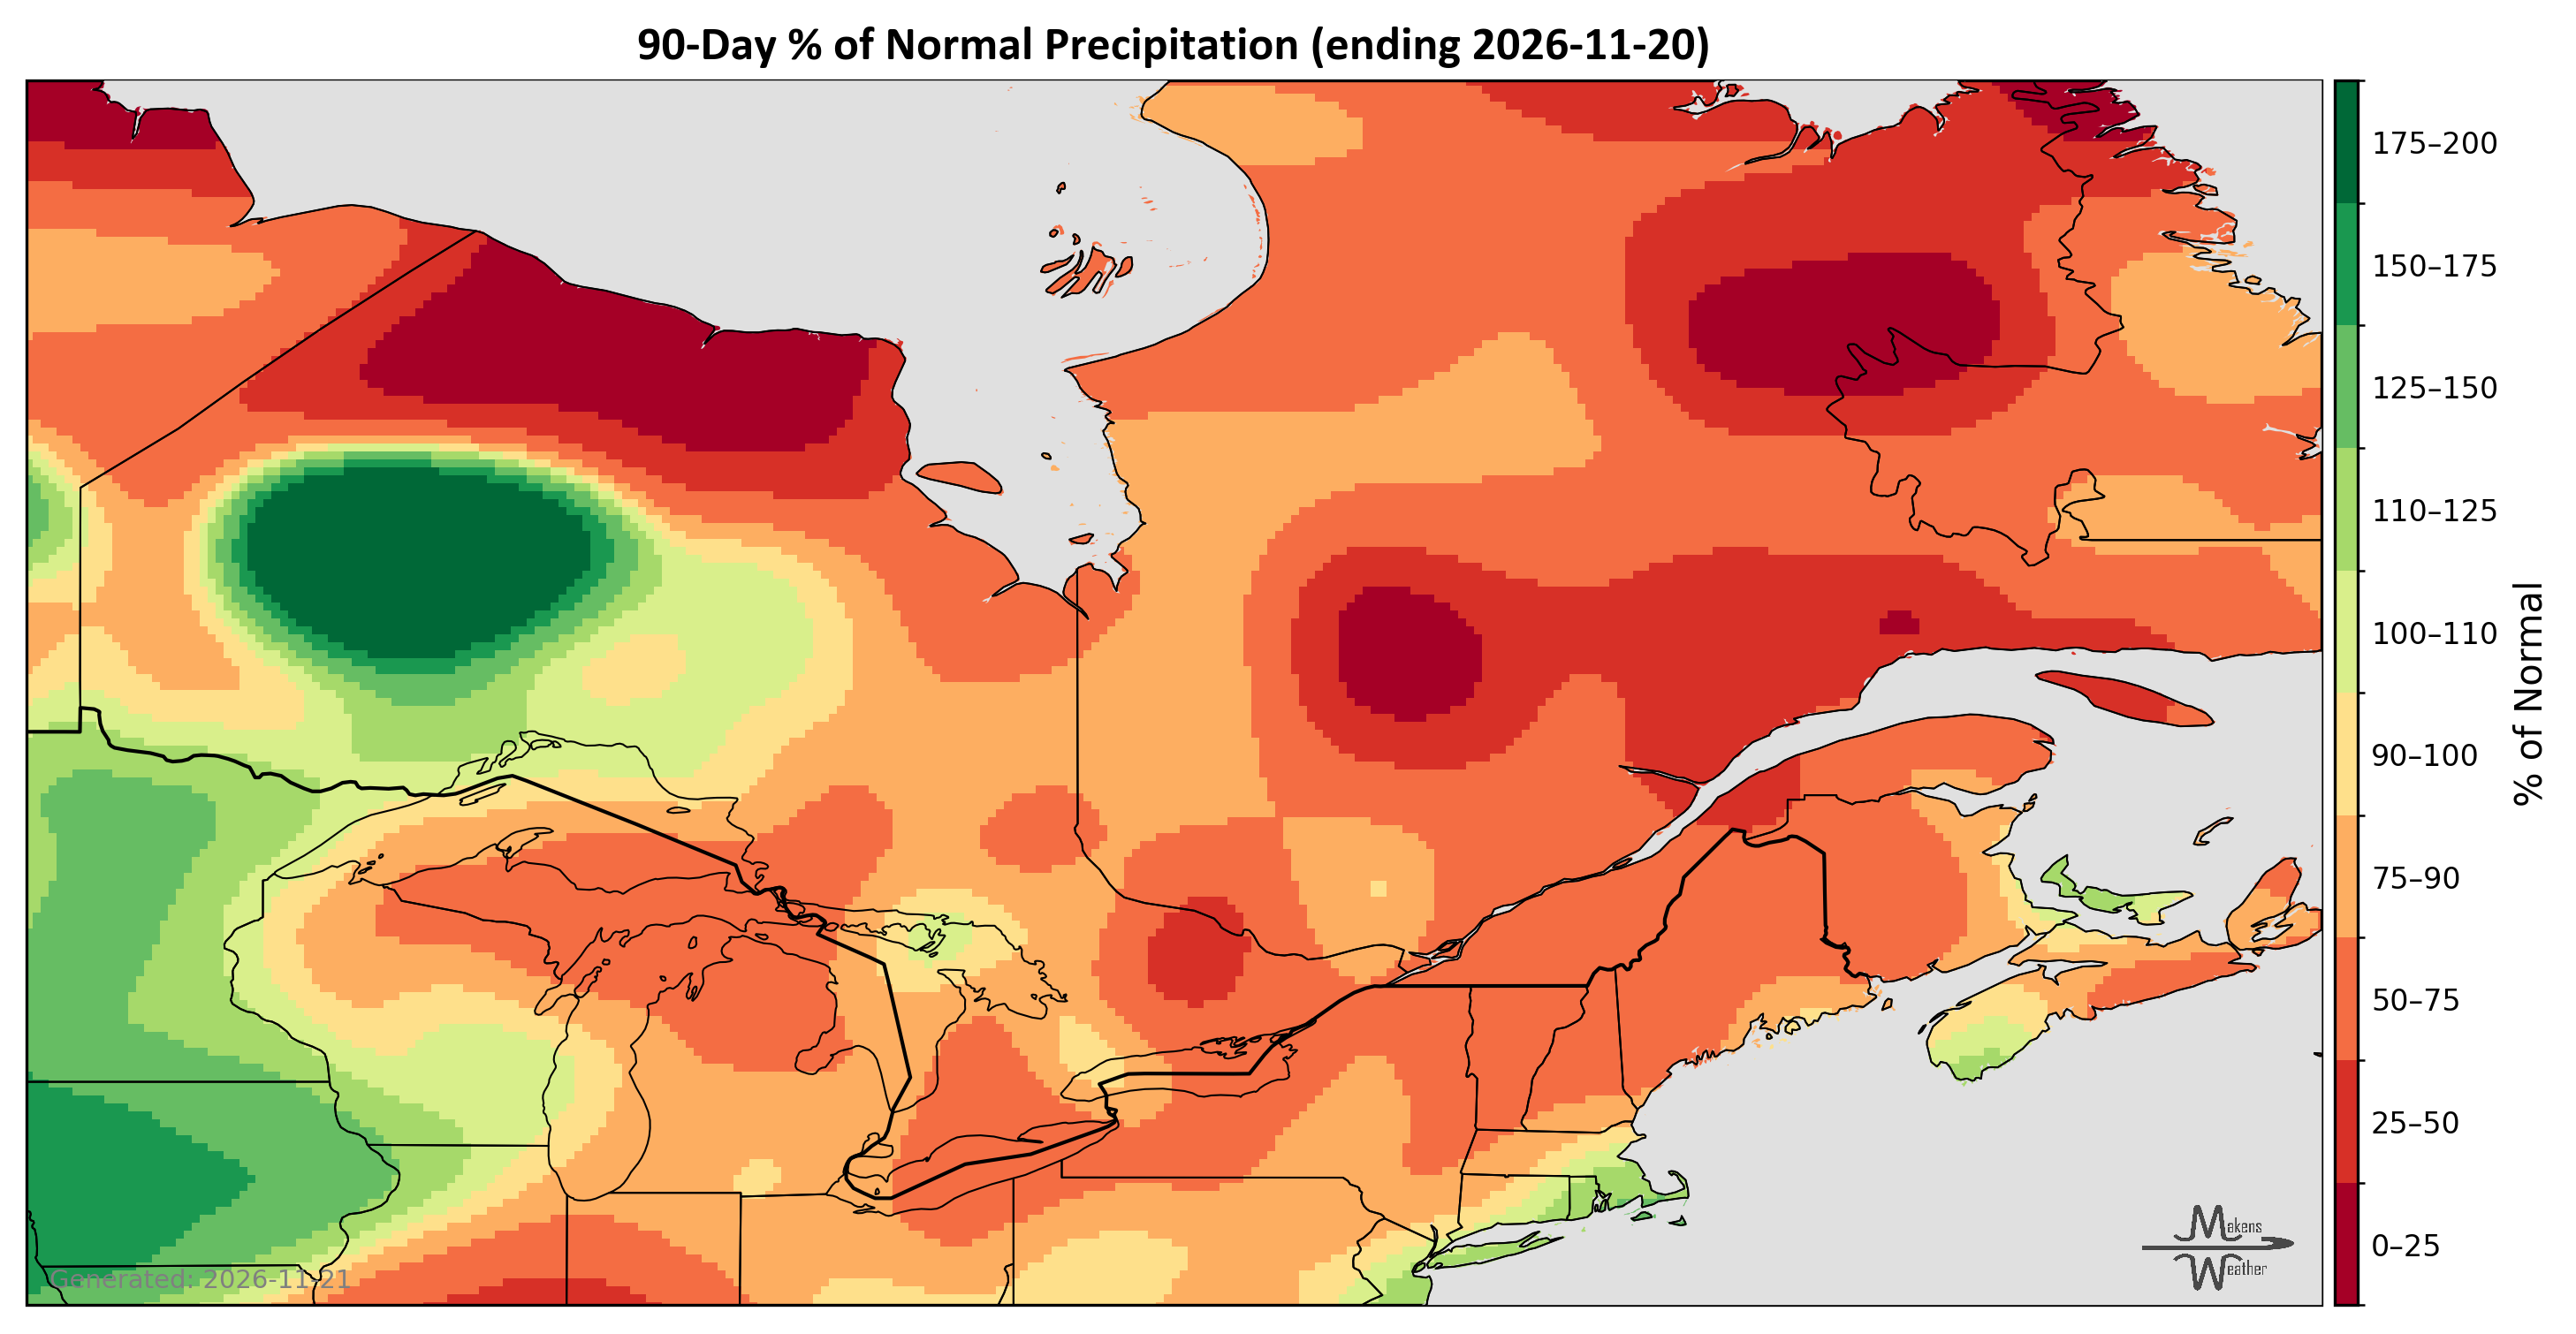 90-Day % of Normal Precipitation (ending 2026-11-20)
175–200
150–175
125–150
110–125
100–110
90–100
75–90
50–75
25–50
0–25
% of Normal
Makens
Weather
Generated: 2026-11-21